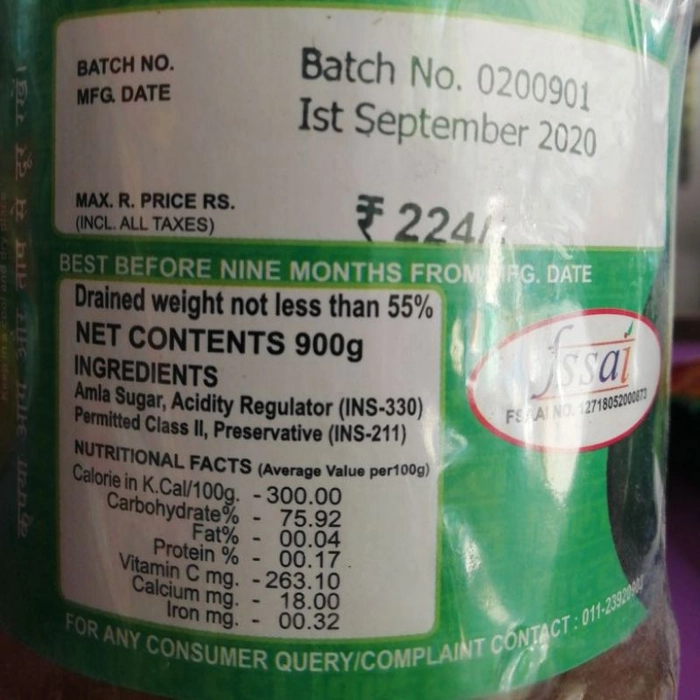 BATCH NO.
Batch No. 0200901
MFG. DATE
Ist September 2020
MAX. R. PRICE RS.
(INCL. ALL TAXES)
₹ 224/-
BEST BEFORE NINE MONTHS FROM MFG. DATE
Drained weight not less than 55%
NET CONTENTS 900g
INGREDIENTS
Amla Sugar, Acidity Regulator (INS-330)
Permitted Class II, Preservative (INS-211)
NUTRITIONAL FACTS (Average Value per100g)
Calorie in K.Cal/100g. - 300.00
Carbohydrate% - 75.92
Fat% - 00.04
Protein % - 00.17
Vitamin C mg. - 263.10
Calcium mg. - 18.00
Iron mg. - 00.32
fssai
FSAAI NO. 12718052000873
FOR ANY CONSUMER QUERY/COMPLAINT CONTACT :